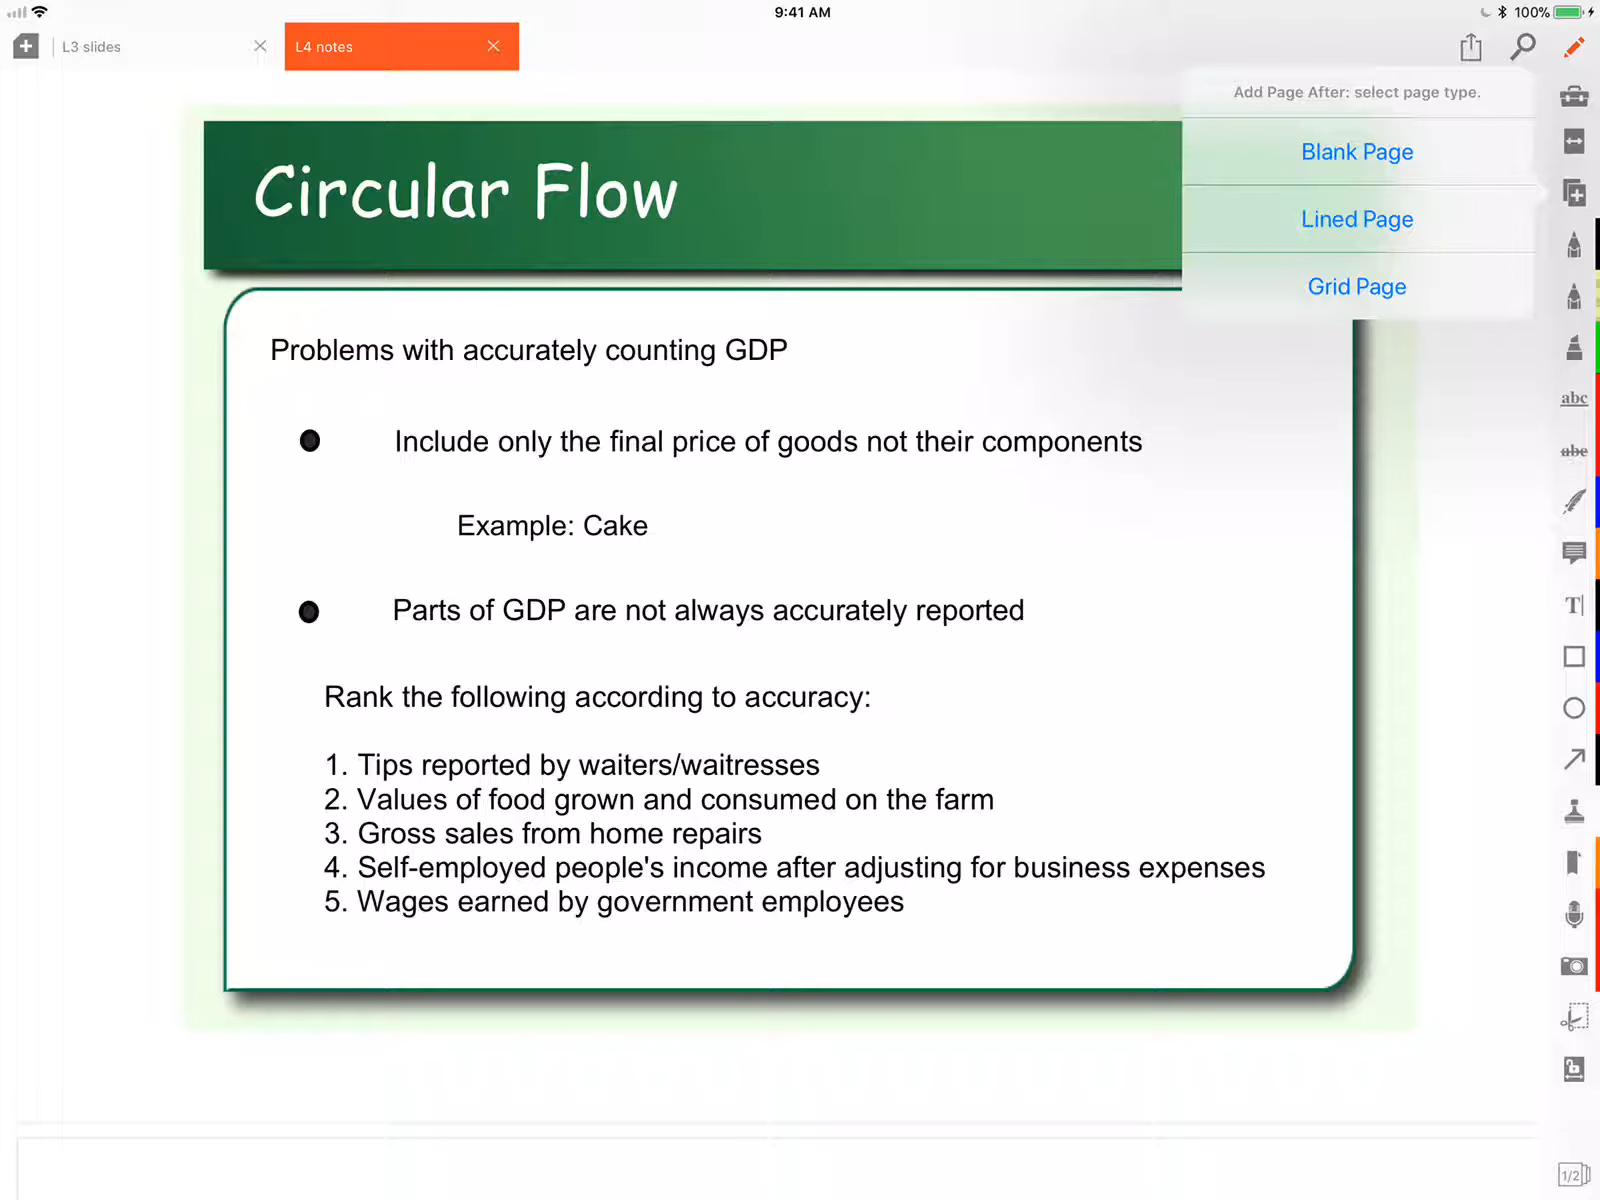 9:41 AM
100%
L3 slides
L4 notes
Add Page After: select page type.
Blank Page
Lined Page
Grid Page
Circular Flow
Problems with accurately counting GDP
Include only the final price of goods not their components
Example: Cake
Parts of GDP are not always accurately reported
Rank the following according to accuracy:
1. Tips reported by waiters/waitresses
2. Values of food grown and consumed on the farm
3. Gross sales from home repairs
4. Self-employed people's income after adjusting for business expenses
5. Wages earned by government employees
abc
abc
T
1/2